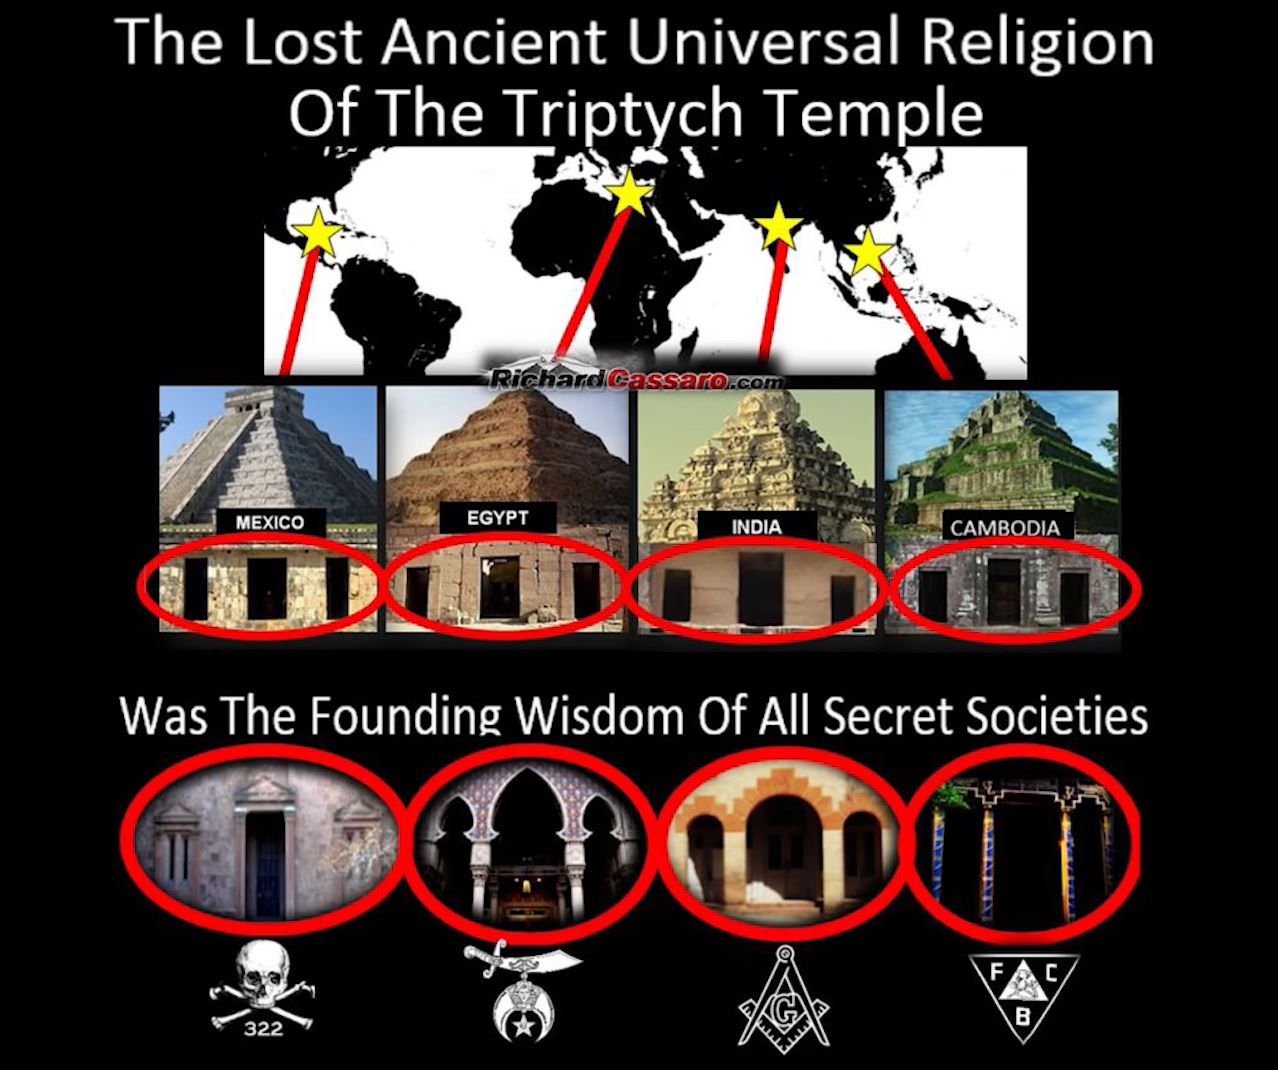 The Lost Ancient Universal Religion
Of The Triptych Temple
RichardCassaro.com
MEXICO
EGYPT
INDIA
CAMBODIA
Was The Founding Wisdom Of All Secret Societies
322
G
F C
B